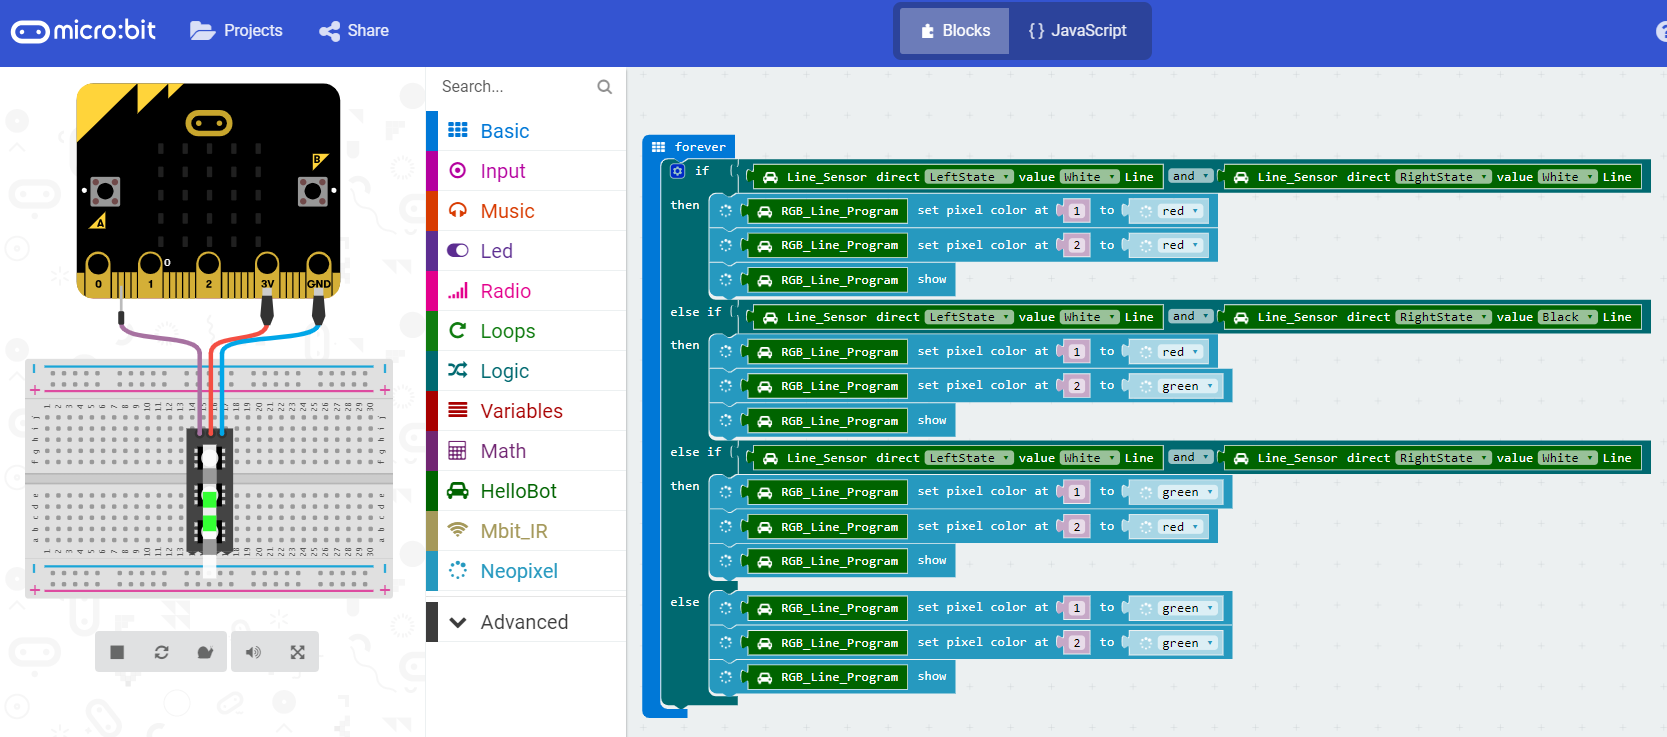 micro:bit Projects Share Blocks {} JavaScript ?
Search...
Basic
Input
Music
Led
Radio
Loops
Logic
Variables
Math
HelloBot
Mbit_IR
Neopixel
Advanced
B
A
0
0 1 2 3V GND
forever
if Line_Sensor direct LeftState value White Line and Line_Sensor direct RightState value White Line
then RGB_Line_Program set pixel color at 1 to red
RGB_Line_Program set pixel color at 2 to red
RGB_Line_Program show
else if Line_Sensor direct LeftState value White Line and Line_Sensor direct RightState value Black Line
then RGB_Line_Program set pixel color at 1 to red
RGB_Line_Program set pixel color at 2 to green
RGB_Line_Program show
else if Line_Sensor direct LeftState value White Line and Line_Sensor direct RightState value White Line
then RGB_Line_Program set pixel color at 1 to green
RGB_Line_Program set pixel color at 2 to red
RGB_Line_Program show
else RGB_Line_Program set pixel color at 1 to green
RGB_Line_Program set pixel color at 2 to green
RGB_Line_Program show